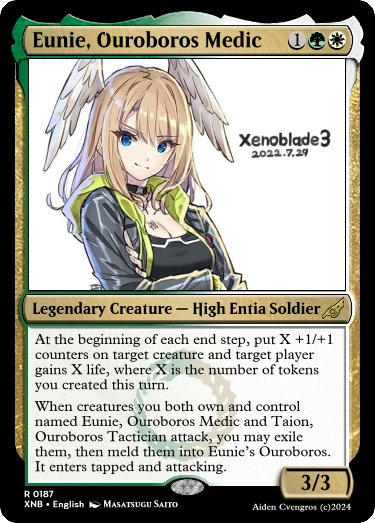 Eunie, Ouroboros Medic 1
Xenoblade3
2022.7.29
Legendary Creature — High Entia Soldier
At the beginning of each end step, put X +1/+1
counters on target creature and target player
gains X life, where X is the number of tokens
you created this turn.
When creatures you both own and control
named Eunie, Ouroboros Medic and Taion,
Ouroboros Tactician attack, you may exile
them, then meld them into Eunie's Ouroboros.
It enters tapped and attacking.
3/3
R 0187
XNB • English Masatsugu Saito
Aiden Cvengros (c)2024